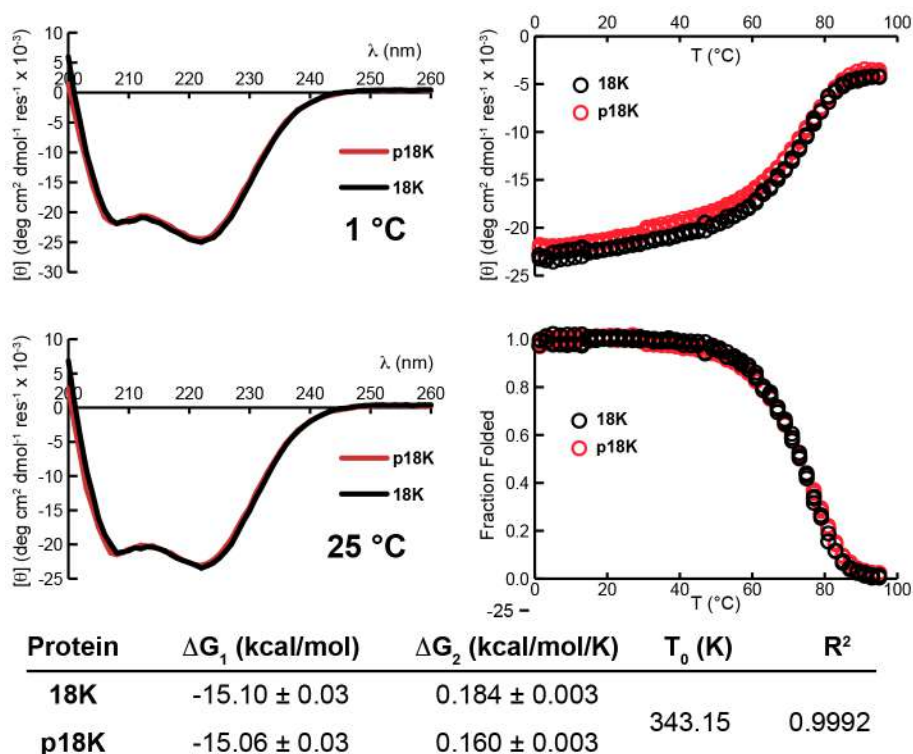 10
5
0
-5
-10
-15
-20
-25
-30
[θ] (deg cm² dmol⁻¹ res⁻¹ x 10⁻³)
λ (nm)
200 210 220 230 240 250 260
p18K
18K
1 °C
0
-5
-10
-15
-20
-25
[θ] (deg cm² dmol⁻¹ res⁻¹ x 10⁻³)
0 20 40 60 80 100
T (°C)
18K
p18K
10
5
0
-5
-10
-15
-20
-25
[θ] (deg cm² dmol⁻¹ res⁻¹ x 10⁻³)
λ (nm)
200 210 220 230 240 250 260
p18K
18K
25 °C
1.0
0.8
0.6
0.4
0.2
0.0
Fraction Folded
18K
p18K
0 20 40 60 80 100
T (°C)
-25
Protein ΔG₁ (kcal/mol) ΔG₂ (kcal/mol/K) T₀ (K) R²
18K -15.10 ± 0.03 0.184 ± 0.003
343.15 0.9992
p18K -15.06 ± 0.03 0.160 ± 0.003